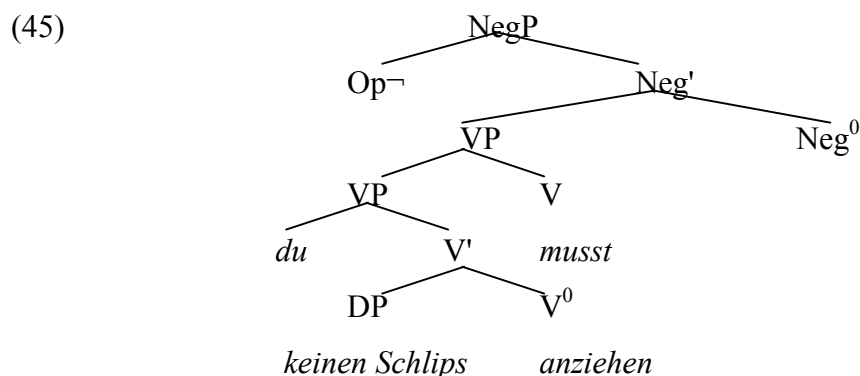 (45) NegP
Op¬ Neg'
VP Neg⁰
VP V
du V' musst
DP V⁰
keinen Schlips anziehen